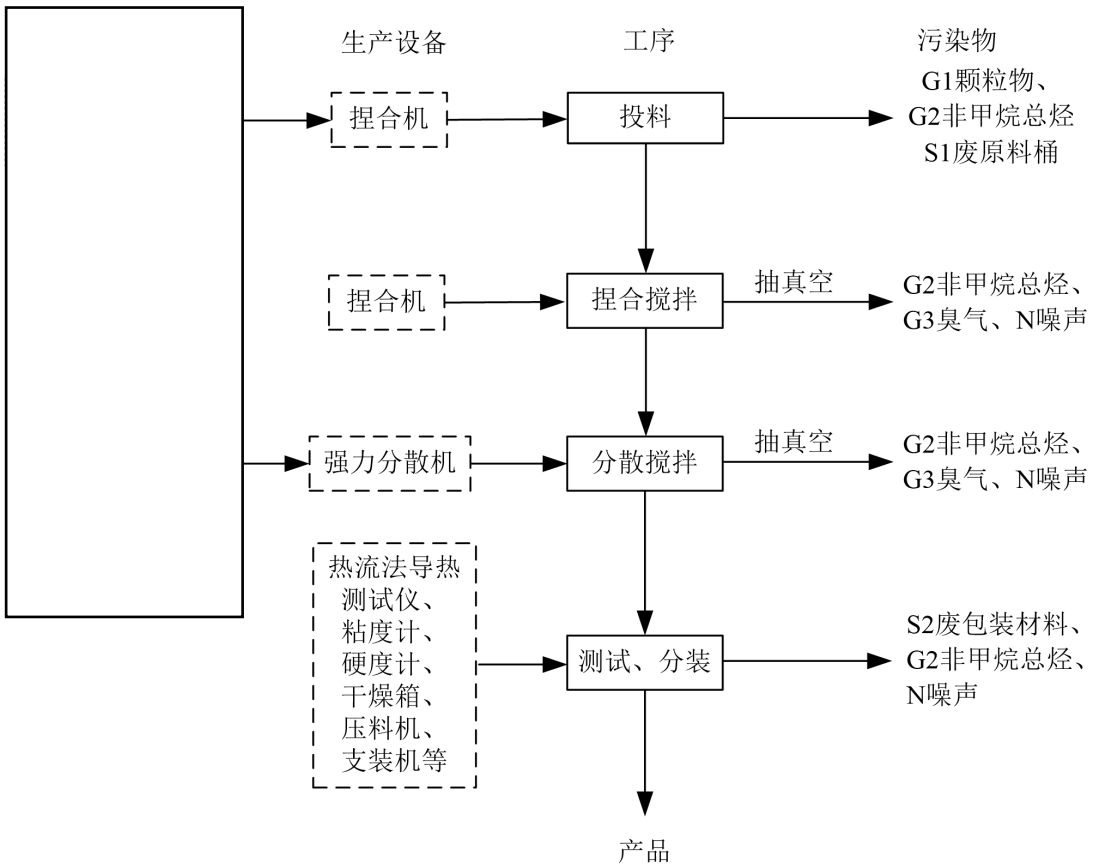 生产设备
工序
污染物
捏合机
投料
G1颗粒物、
G2非甲烷总烃
S1废原料桶
捏合机
捏合搅拌
抽真空
G2非甲烷总烃、
G3臭气、N噪声
强力分散机
分散搅拌
抽真空
G2非甲烷总烃、
G3臭气、N噪声
热流法导热
测试仪、
粘度计、
硬度计、
干燥箱、
压料机、
支装机等
测试、分装
S2废包装材料、
G2非甲烷总烃、
N噪声
产品